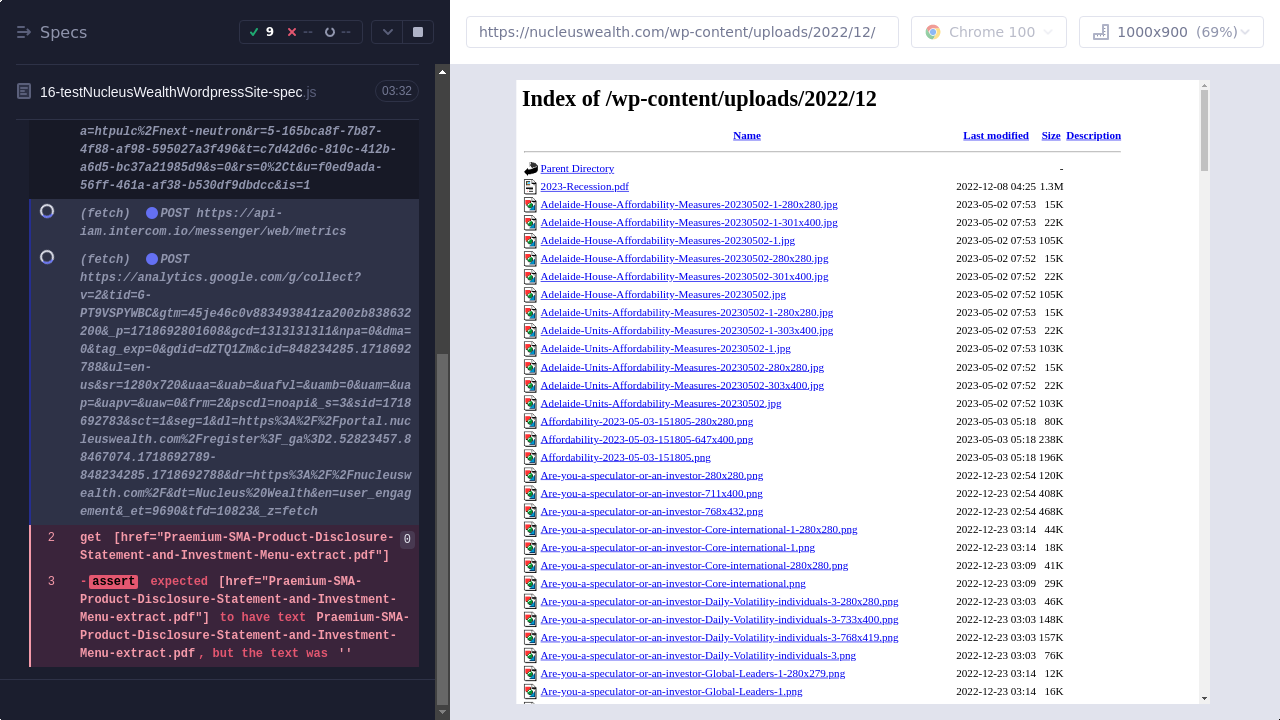 Specs
9 -- --
https://nucleuswealth.com/wp-content/uploads/2022/12/
Chrome 100
1000x900 (69%)
16-testNucleusWealthWordpressSite-spec.js 03:32
a=htpulc%2Fnext-neutron&r=5-165bca8f-7b87-
4f88-af98-595027a3f496&t=c7642d6c-810c-412b-
a6d5-bc37a21985d9&s=0&rs=0%2Ct&u=f0ed9ada-
56ff-461a-af38-b530df9dbdcc&is=1
(fetch) POST https://api-
iam.intercom.io/messenger/web/metrics
(fetch) POST
https://analytics.google.com/g/collect?
v=2&tid=G-
PT9VSPYWBC&gtm=45je46c0v883493841za200zb838632
200&_p=1718692801608&gcd=13l3l3l3l1&npa=0&dma=
0&tag_exp=0&gdid=dZTQ1Zm&cid=848234285.1718692
788&ul=en-
us&sr=1280x720&uaa=&uab=&uafvl=&uamb=0&uam=&ua
p=&uapv=&uaw=0&frm=2&pscdl=noapi&_s=3&sid=1718
692783&sct=1&seg=1&dl=https%3A%2F%2Fportal.nuc
leuswealth.com%2Fregister%3F_ga%3D2.52823457.8
8467074.1718692789-
848234285.1718692788&dr=https%3A%2F%2Fnucleusw
ealth.com%2F&dt=Nucleus%20Wealth&en=user_engag
ement&_et=9690&tfd=10823&_z=fetch
2 get [href="Praemium-SMA-Product-Disclosure- 0
Statement-and-Investment-Menu-extract.pdf"]
3 -assert expected [href="Praemium-SMA-
Product-Disclosure-Statement-and-Investment-
Menu-extract.pdf"] to have text Praemium-SMA-
Product-Disclosure-Statement-and-Investment-
Menu-extract.pdf, but the text was ''
Index of /wp-content/uploads/2022/12
Name Last modified Size Description
Parent Directory -
2023-Recession.pdf 2022-12-08 04:25 1.3M
Adelaide-House-Affordability-Measures-20230502-1-280x280.jpg 2023-05-02 07:53 15K
Adelaide-House-Affordability-Measures-20230502-1-301x400.jpg 2023-05-02 07:53 22K
Adelaide-House-Affordability-Measures-20230502-1.jpg 2023-05-02 07:53 105K
Adelaide-House-Affordability-Measures-20230502-280x280.jpg 2023-05-02 07:52 15K
Adelaide-House-Affordability-Measures-20230502-301x400.jpg 2023-05-02 07:52 22K
Adelaide-House-Affordability-Measures-20230502.jpg 2023-05-02 07:52 105K
Adelaide-Units-Affordability-Measures-20230502-1-280x280.jpg 2023-05-02 07:53 15K
Adelaide-Units-Affordability-Measures-20230502-1-303x400.jpg 2023-05-02 07:53 22K
Adelaide-Units-Affordability-Measures-20230502-1.jpg 2023-05-02 07:53 103K
Adelaide-Units-Affordability-Measures-20230502-280x280.jpg 2023-05-02 07:52 15K
Adelaide-Units-Affordability-Measures-20230502-303x400.jpg 2023-05-02 07:52 22K
Adelaide-Units-Affordability-Measures-20230502.jpg 2023-05-02 07:52 103K
Affordability-2023-05-03-151805-280x280.png 2023-05-03 05:18 80K
Affordability-2023-05-03-151805-647x400.png 2023-05-03 05:18 238K
Affordability-2023-05-03-151805.png 2023-05-03 05:18 196K
Are-you-a-speculator-or-an-investor-280x280.png 2022-12-23 02:54 120K
Are-you-a-speculator-or-an-investor-711x400.png 2022-12-23 02:54 408K
Are-you-a-speculator-or-an-investor-768x432.png 2022-12-23 02:54 468K
Are-you-a-speculator-or-an-investor-Core-international-1-280x280.png 2022-12-23 03:14 44K
Are-you-a-speculator-or-an-investor-Core-international-1.png 2022-12-23 03:14 18K
Are-you-a-speculator-or-an-investor-Core-international-280x280.png 2022-12-23 03:09 41K
Are-you-a-speculator-or-an-investor-Core-international.png 2022-12-23 03:09 29K
Are-you-a-speculator-or-an-investor-Daily-Volatility-individuals-3-280x280.png 2022-12-23 03:03 46K
Are-you-a-speculator-or-an-investor-Daily-Volatility-individuals-3-733x400.png 2022-12-23 03:03 148K
Are-you-a-speculator-or-an-investor-Daily-Volatility-individuals-3-768x419.png 2022-12-23 03:03 157K
Are-you-a-speculator-or-an-investor-Daily-Volatility-individuals-3.png 2022-12-23 03:03 76K
Are-you-a-speculator-or-an-investor-Global-Leaders-1-280x279.png 2022-12-23 03:14 12K
Are-you-a-speculator-or-an-investor-Global-Leaders-1.png 2022-12-23 03:14 16K